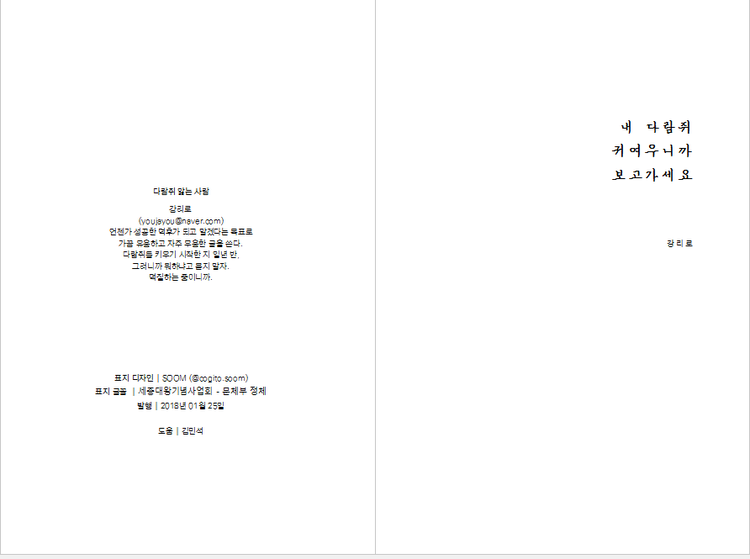 다람쥐 앓는 사람
강리로
(youjayou@naver.com)
언젠가 성공한 덕후가 되고 말겠다는 목표로
가끔 유용하고 자주 무용한 글을 쓴다.
다람쥐를 키우기 시작한 지 일년 반,
그러니까 뭐하냐고 묻지 말자.
덕질하는 중이니까.
표지 디자인 | SOOM (@cogito.soom)
표지 글꼴 | 세종대왕기념사업회 - 문체부 정체
발행 | 2018년 01월 25일
도움 | 김민석
내 다람쥐
귀여우니까
보고가세요
강리로